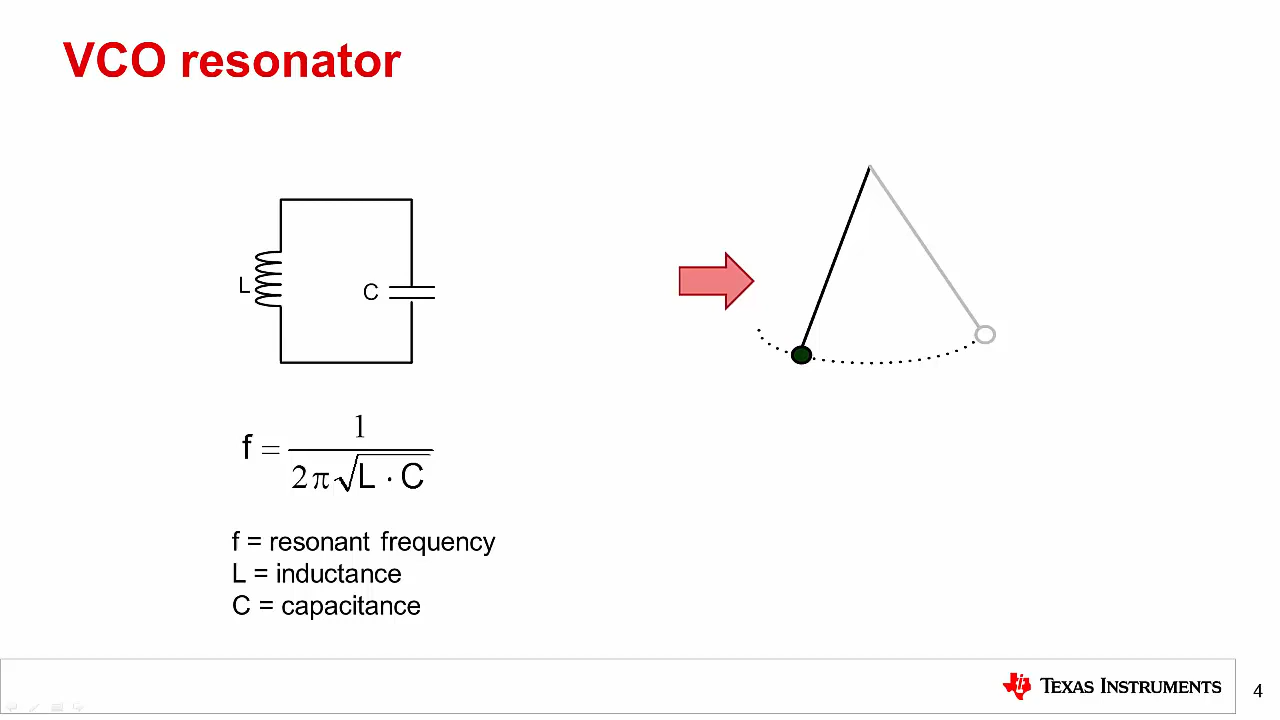 VCO resonator
L
C
f = 1 / 2π√L · C
f = resonant frequency
L = inductance
C = capacitance
TEXAS INSTRUMENTS
4